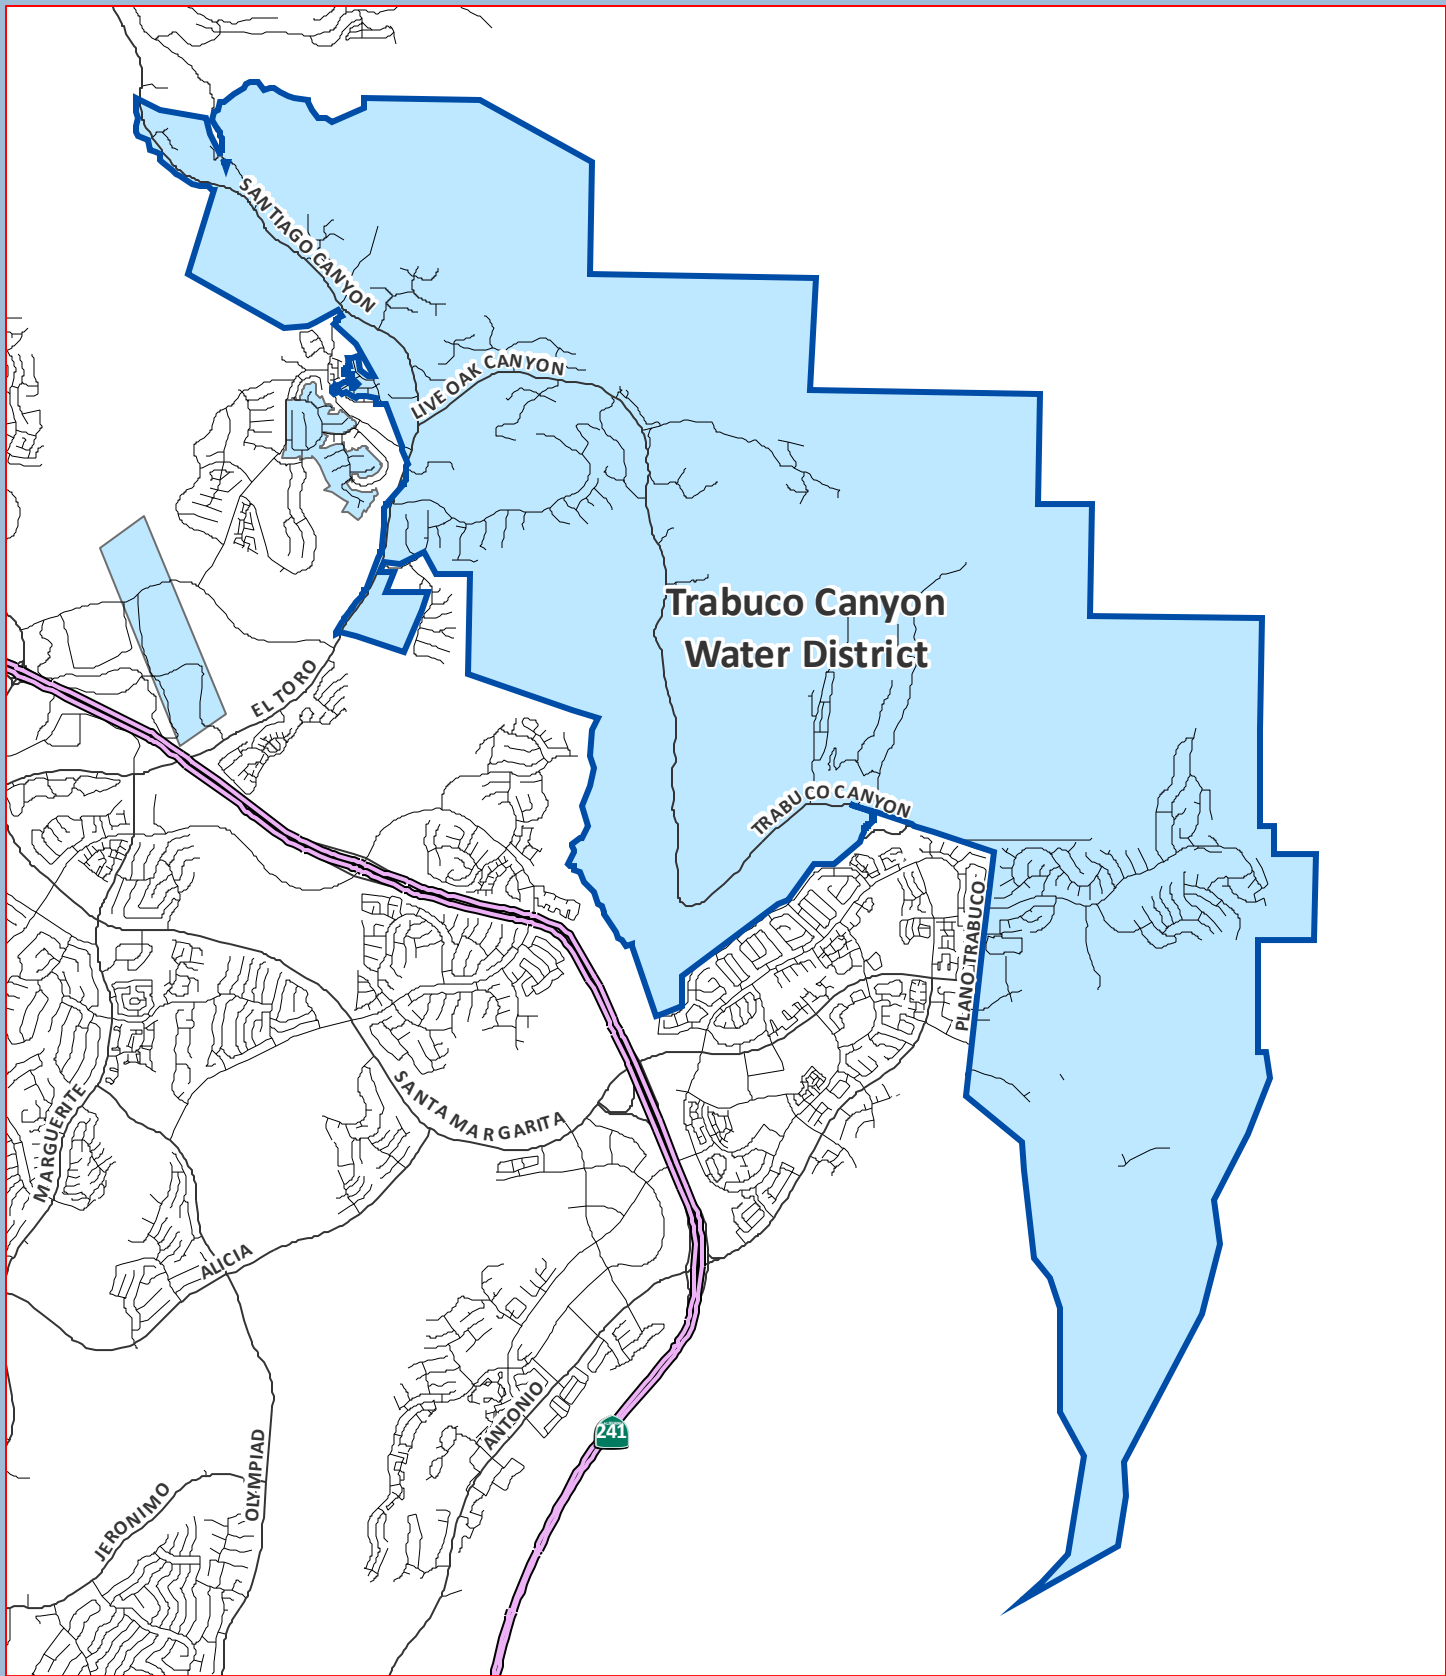 SANTIAGO CANYON
LIVE OAK CANYON
Trabuco Canyon
Water District
EL TORO
TRABUCO CANYON
PLANO TRABUCO
SANTA MARGARITA
MARGUERITE
ALICIA
ANTONIO
241
OLYMPIAD
JERONIMO